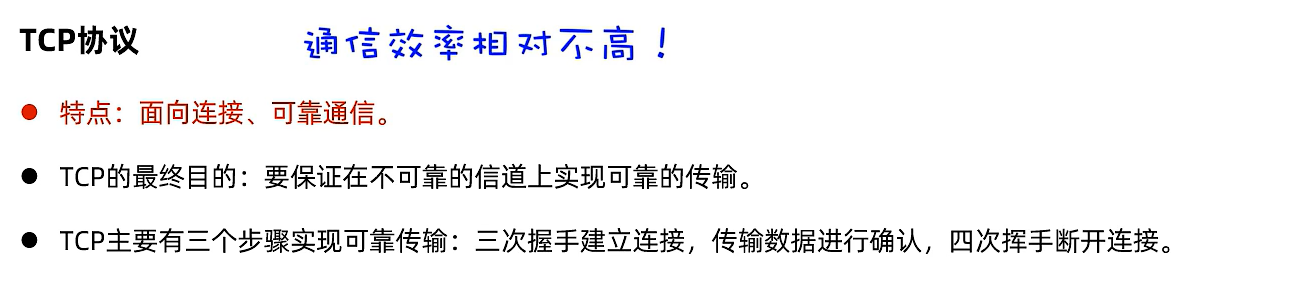 TCP协议 通信效率相对不高！
● 特点：面向连接、可靠通信。
● TCP的最终目的：要保证在不可靠的信道上实现可靠的传输。
● TCP主要有三个步骤实现可靠传输：三次握手建立连接，传输数据进行确认，四次挥手断开连接。